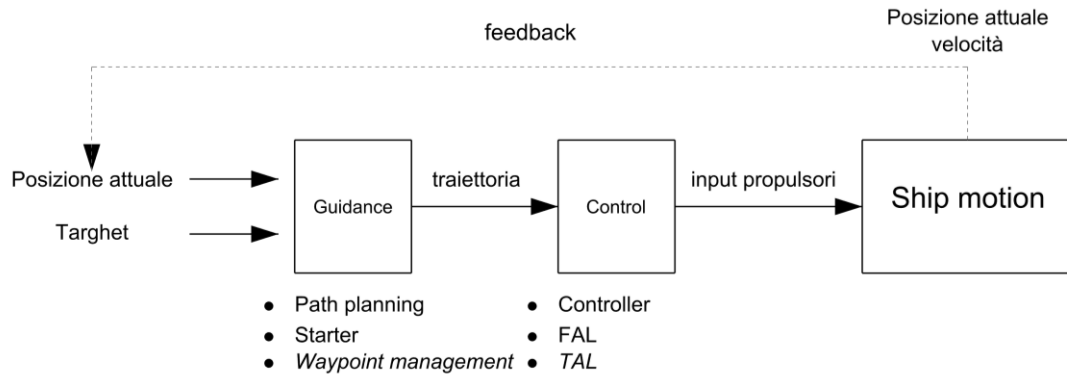 feedback
Posizione attuale
velocità
Posizione attuale
Targhet
Guidance
traiettoria
Control
input propulsori
Ship motion
● Path planning
● Starter
● Waypoint management
● Controller
● FAL
● TAL